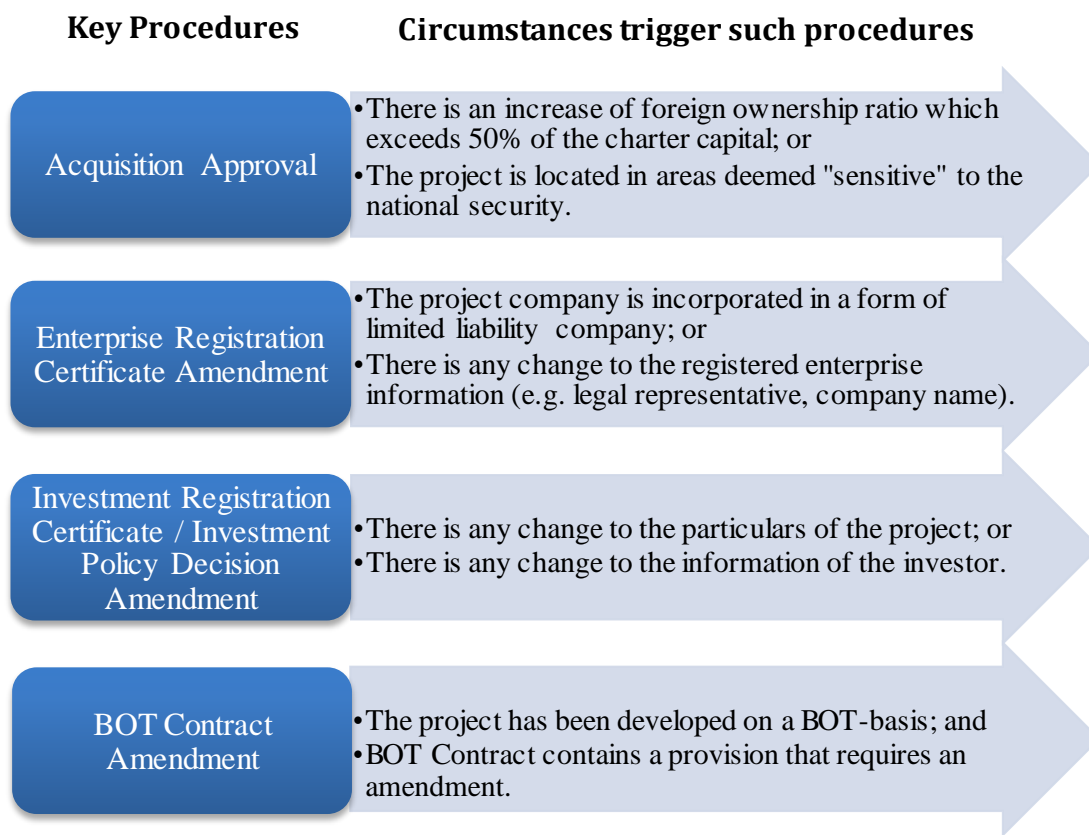 Key Procedures
Circumstances trigger such procedures
Acquisition Approval
•There is an increase of foreign ownership ratio which
exceeds 50% of the charter capital; or
•The project is located in areas deemed "sensitive" to the
national security.
Enterprise Registration
Certificate Amendment
•The project company is incorporated in a form of
limited liability company; or
•There is any change to the registered enterprise
information (e.g. legal representative, company name).
Investment Registration
Certificate / Investment
Policy Decision
Amendment
•There is any change to the particulars of the project; or
•There is any change to the information of the investor.
BOT Contract
Amendment
•The project has been developed on a BOT-basis; and
•BOT Contract contains a provision that requires an
amendment.